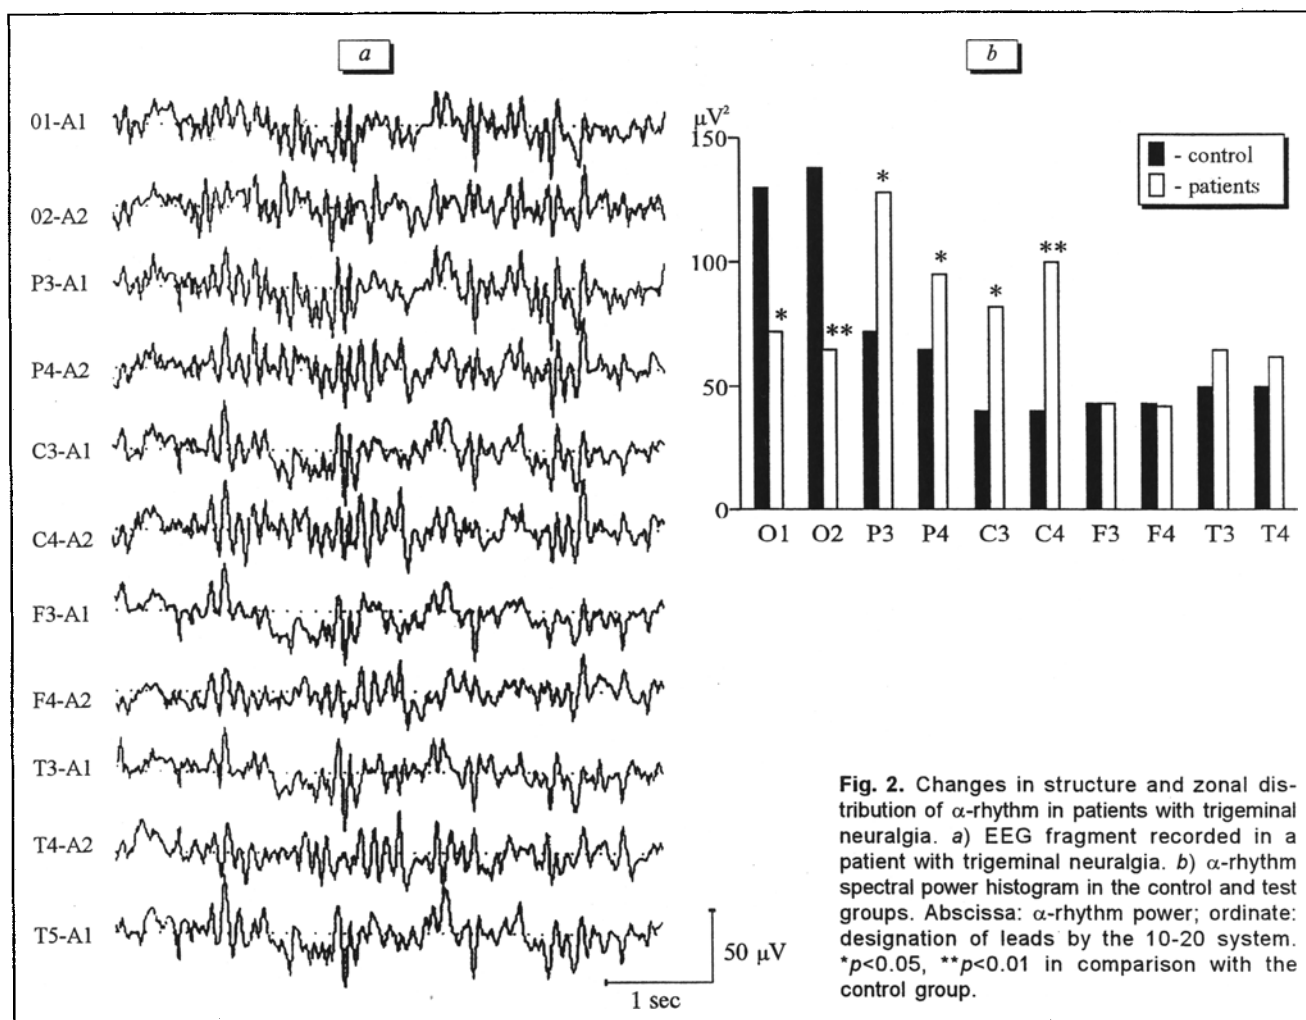 a
b
01-A1
02-A2
P3-A1
P4-A2
C3-A1
C4-A2
F3-A1
F4-A2
T3-A1
T4-A2
T5-A1
50 μV
1 sec
μV²
150
100
50
0
- control
- patients
*
**
*
*
*
**
O1 O2 P3 P4 C3 C4 F3 F4 T3 T4
Fig. 2. Changes in structure and zonal dis-
tribution of α-rhythm in patients with trigeminal
neuralgia. a) EEG fragment recorded in a
patient with trigeminal neuralgia. b) α-rhythm
spectral power histogram in the control and test
groups. Abscissa: α-rhythm power; ordinate:
designation of leads by the 10-20 system.
*p<0.05, **p<0.01 in comparison with the
control group.